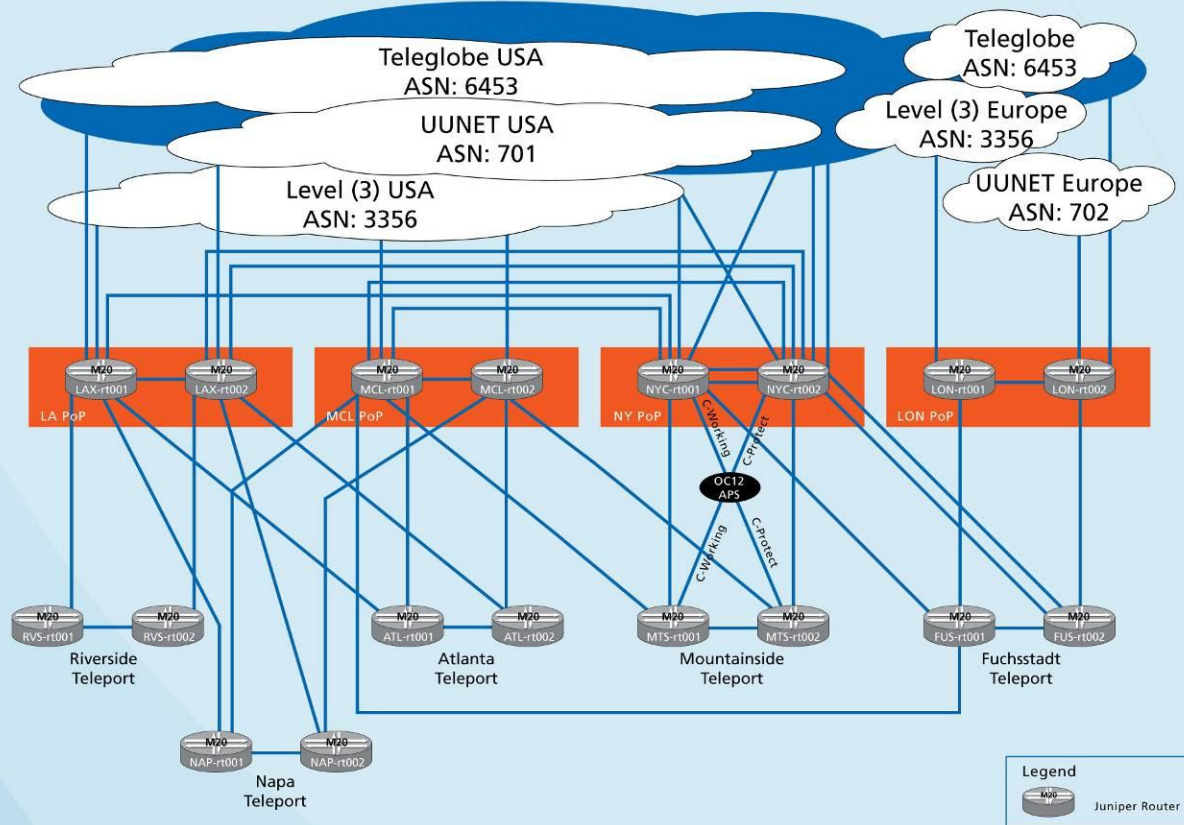 Teleglobe USA
ASN: 6453
Teleglobe
ASN: 6453
UUNET USA
ASN: 701
Level (3) Europe
ASN: 3356
Level (3) USA
ASN: 3356
UUNET Europe
ASN: 702
M20
LAX-rt001
M20
LAX-rt002
LA PoP
M20
MCL-rt001
M20
MCL-rt002
MCL PoP
M20
NYC-rt001
M20
NYC-rt002
NY PoP
M20
LON-rt001
M20
LON-rt002
LON PoP
C-Working
C-Protect
OC12
APS
C-Working
C-Protect
M20
RVS-rt001
M20
RVS-rt002
Riverside
Teleport
M20
ATL-rt001
M20
ATL-rt002
Atlanta
Teleport
M20
MTS-rt001
M20
MTS-rt002
Mountainside
Teleport
M20
FUS-rt001
M20
FUS-rt002
Fuchsstadt
Teleport
M20
NAP-rt001
M20
NAP-rt002
Napa
Teleport
Legend
M20
Juniper Router